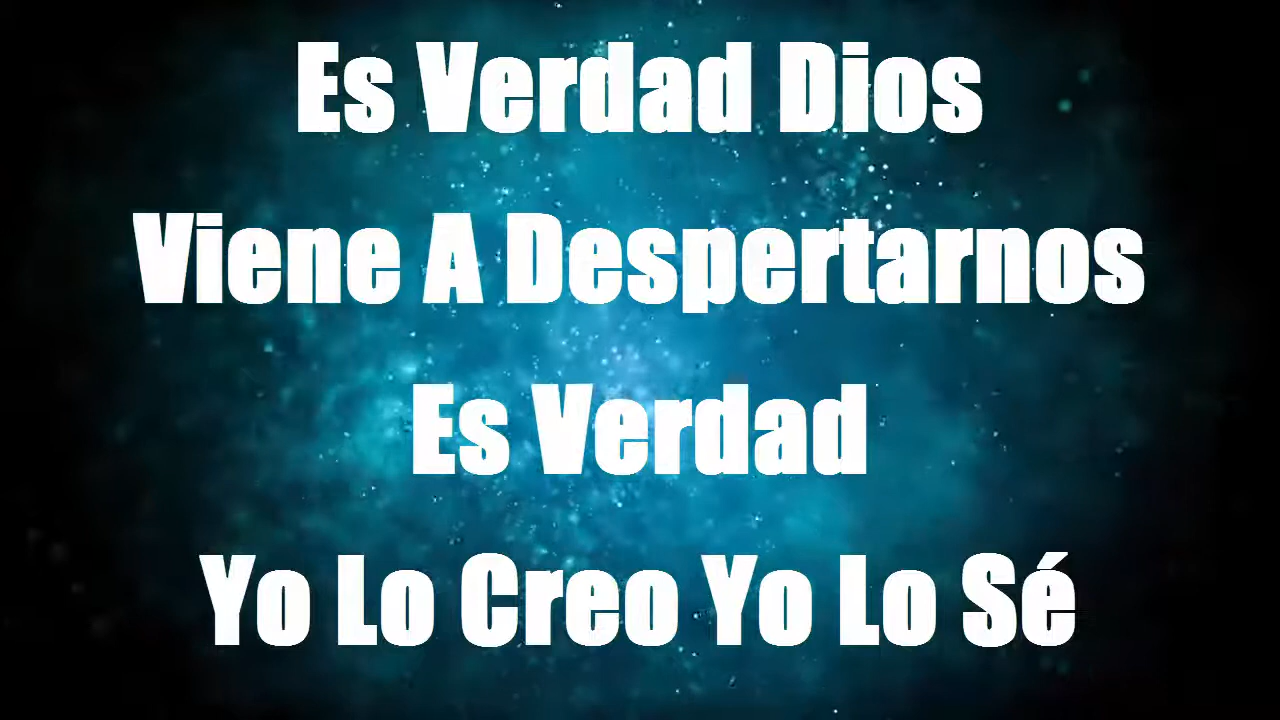 Es Verdad Dios
Viene A Despertarnos
Es Verdad
Yo Lo Creo Yo Lo Sé